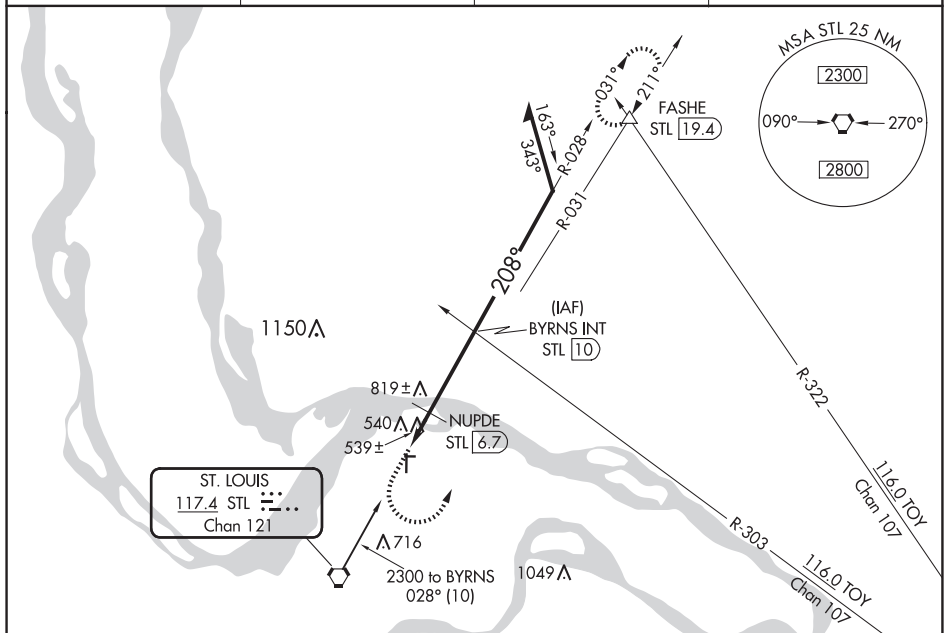 MSA STL 25 NM
2300
090°
270°
2800
031°
211°
FASHE
STL 19.4
163°
343°
R-028
R-031
208°
(IAF)
BYRNS INT
STL 10
1150
R-322
819±
540
539±
NUPDE
STL 6.7
116.0 TOY
Chan 107
ST. LOUIS
117.4 STL
Chan 121
R-303
716
2300 to BYRNS
028° (10)
1049
116.0 TOY
Chan 107